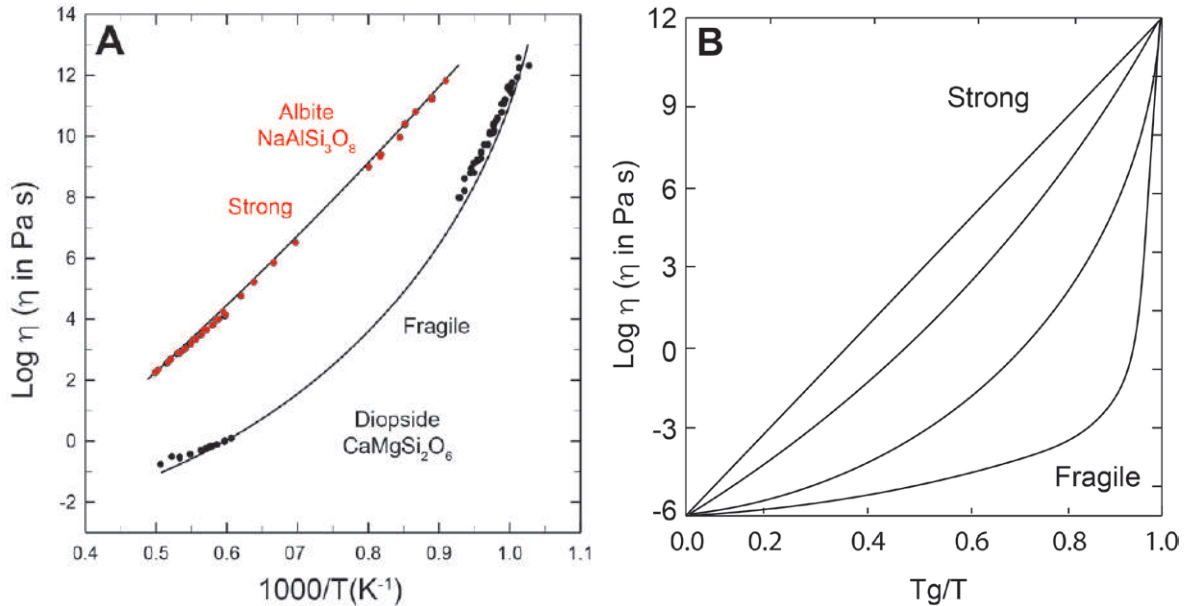 A
Log η (η in Pa s)
14
12
10
8
6
4
2
0
-2
Albite
NaAlSi₃O₈
Strong
Fragile
Diopside
CaMgSi₂O₆
0.4 0.5 0.6 07 0.8 0.9 1.0 1.1
1000/T(K⁻¹)
B
Log η (η in Pa s)
12
9
6
3
0
-3
-6
Strong
Fragile
0.0 0.2 0.4 0.6 0.8 1.0
Tg/T